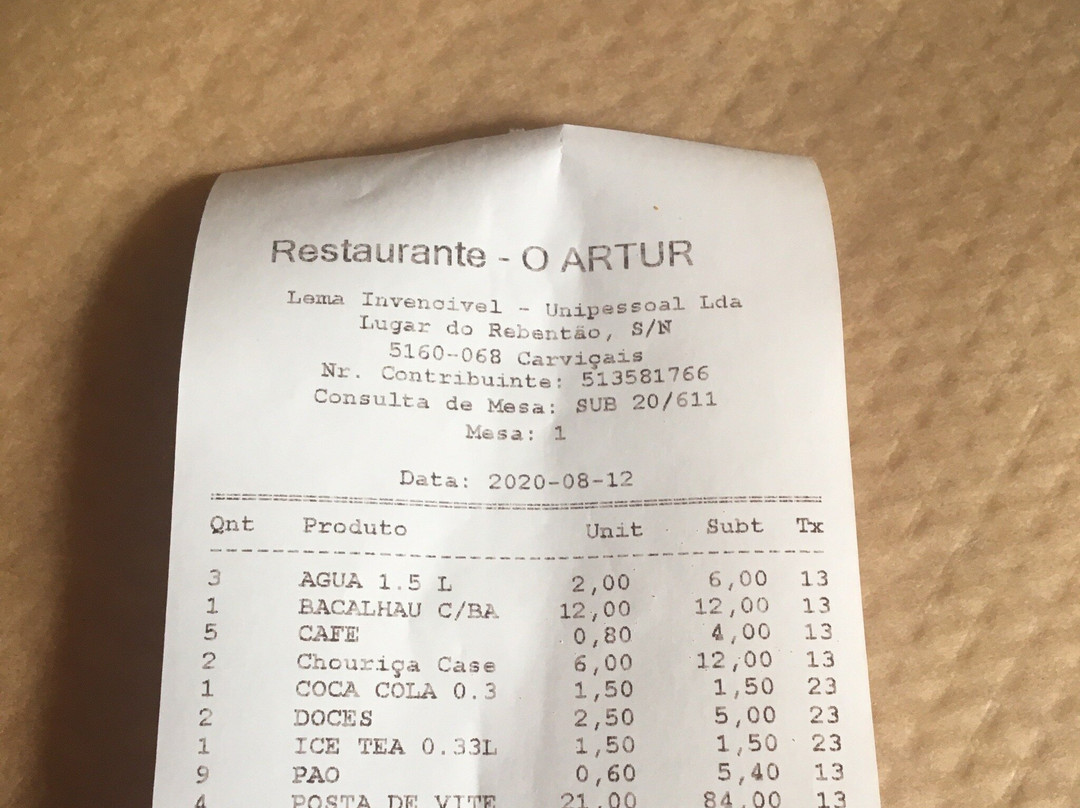 Restaurante - O ARTUR
Lema Invencivel - Unipessoal Lda
Lugar do Rebentão, S/N
5160-068 Carviçais
Nr. Contribuinte: 513581766
Consulta de Mesa: SUB 20/611
Mesa: 1
Data: 2020-08-12
Qnt Produto Unit Subt Tx
3 AGUA 1.5 L 2,00 6,00 13
1 BACALHAU C/BA 12,00 12,00 13
5 CAFE 0,80 4,00 13
2 Chouriça Case 6,00 12,00 13
1 COCA COLA 0.3 1,50 1,50 23
2 DOCES 2,50 5,00 23
1 ICE TEA 0.33L 1,50 1,50 23
9 PAO 0,60 5,40 13
4 POSTA DE VITE 21,00 84,00 13